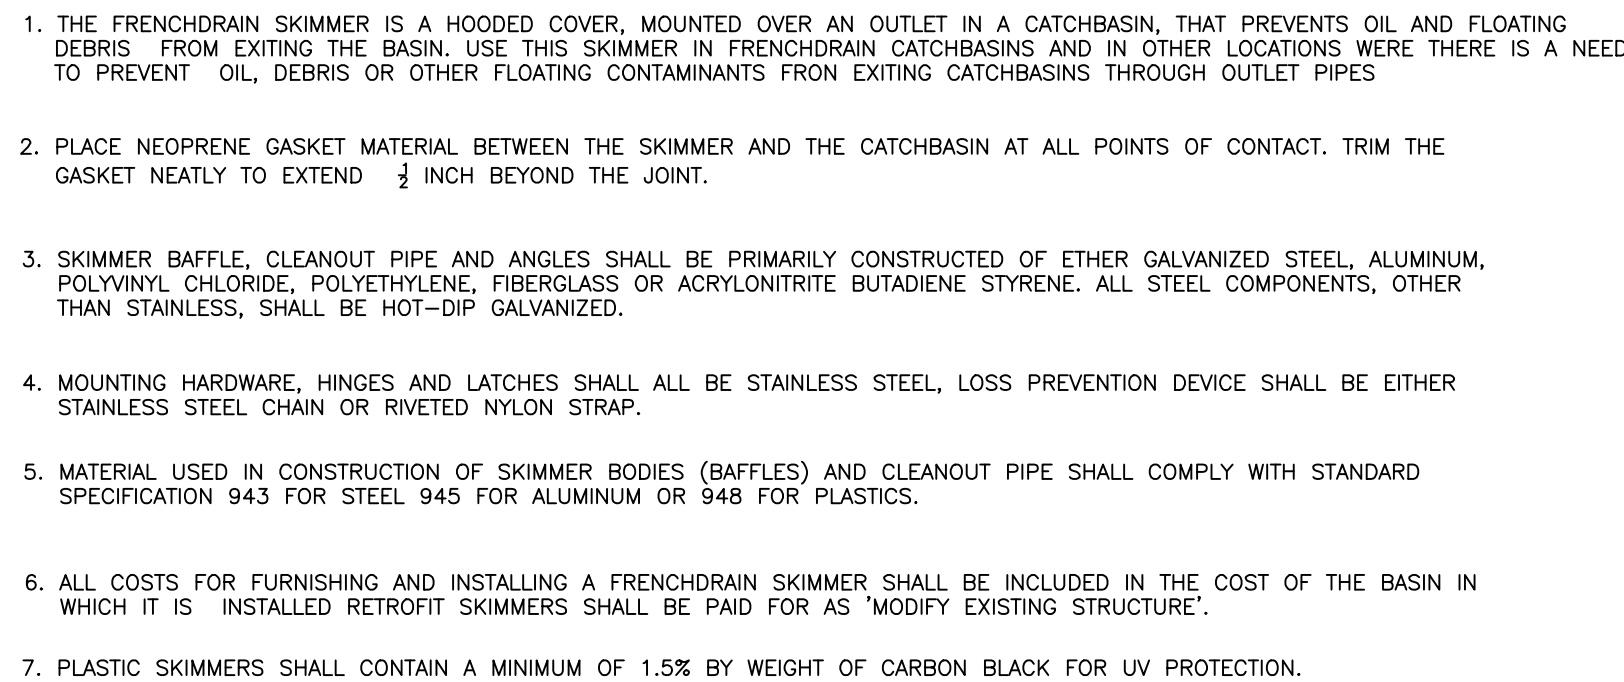 1. THE FRENCHDRAIN SKIMMER IS A HOODED COVER, MOUNTED OVER AN OUTLET IN A CATCHBASIN, THAT PREVENTS OIL AND FLOATING
DEBRIS FROM EXITING THE BASIN. USE THIS SKIMMER IN FRENCHDRAIN CATCHBASINS AND IN OTHER LOCATIONS WERE THERE IS A NEED
TO PREVENT OIL, DEBRIS OR OTHER FLOATING CONTAMINANTS FRON EXITING CATCHBASINS THROUGH OUTLET PIPES
2. PLACE NEOPRENE GASKET MATERIAL BETWEEN THE SKIMMER AND THE CATCHBASIN AT ALL POINTS OF CONTACT. TRIM THE
GASKET NEATLY TO EXTEND ½ INCH BEYOND THE JOINT.
3. SKIMMER BAFFLE, CLEANOUT PIPE AND ANGLES SHALL BE PRIMARILY CONSTRUCTED OF ETHER GALVANIZED STEEL, ALUMINUM,
POLYVINYL CHLORIDE, POLYETHYLENE, FIBERGLASS OR ACRYLONITRITE BUTADIENE STYRENE. ALL STEEL COMPONENTS, OTHER
THAN STAINLESS, SHALL BE HOT-DIP GALVANIZED.
4. MOUNTING HARDWARE, HINGES AND LATCHES SHALL ALL BE STAINLESS STEEL, LOSS PREVENTION DEVICE SHALL BE EITHER
STAINLESS STEEL CHAIN OR RIVETED NYLON STRAP.
5. MATERIAL USED IN CONSTRUCTION OF SKIMMER BODIES (BAFFLES) AND CLEANOUT PIPE SHALL COMPLY WITH STANDARD
SPECIFICATION 943 FOR STEEL 945 FOR ALUMINUM OR 948 FOR PLASTICS.
6. ALL COSTS FOR FURNISHING AND INSTALLING A FRENCHDRAIN SKIMMER SHALL BE INCLUDED IN THE COST OF THE BASIN IN
WHICH IT IS INSTALLED RETROFIT SKIMMERS SHALL BE PAID FOR AS 'MODIFY EXISTING STRUCTURE'.
7. PLASTIC SKIMMERS SHALL CONTAIN A MINIMUM OF 1.5% BY WEIGHT OF CARBON BLACK FOR UV PROTECTION.